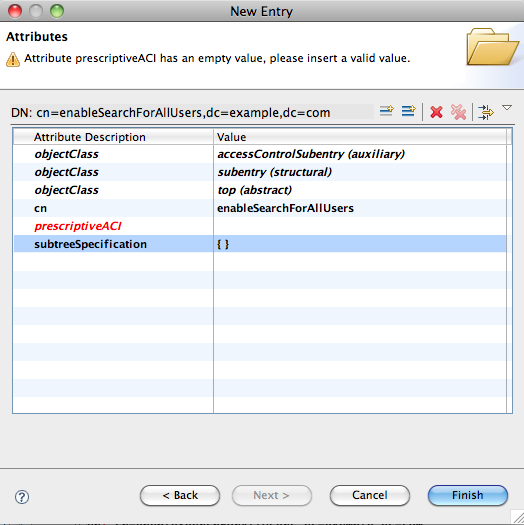 New Entry
Attributes
Attribute prescriptiveACI has an empty value, please insert a valid value.
DN: cn=enableSearchForAllUsers,dc=example,dc=com
Attribute Description Value
objectClass accessControlSubentry (auxiliary)
objectClass subentry (structural)
objectClass top (abstract)
cn enableSearchForAllUsers
prescriptiveACI
subtreeSpecification { }
? < Back Next > Cancel Finish